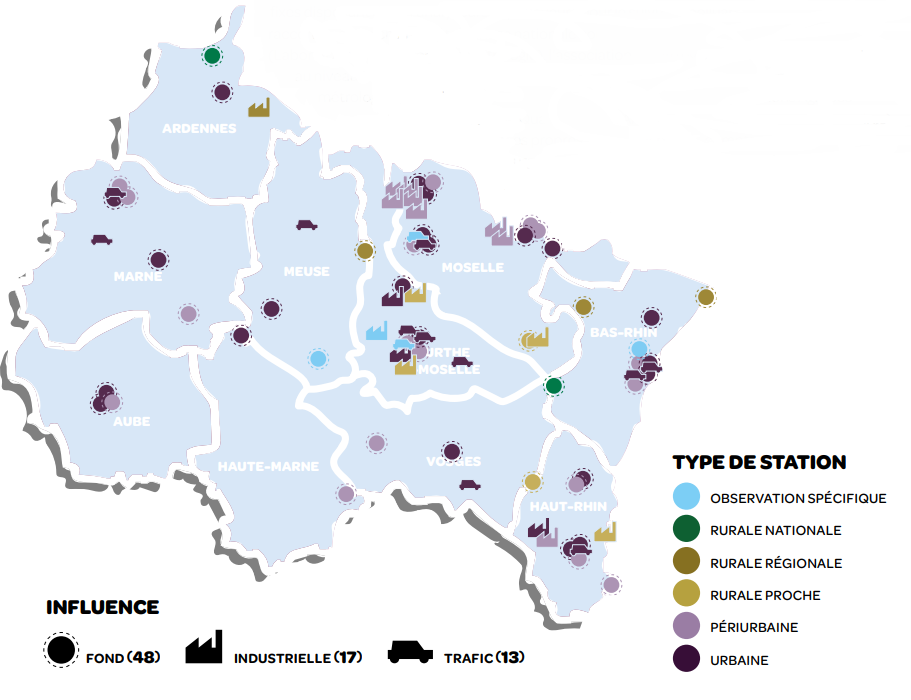 ARDENNES
MARNE
MEUSE
MOSELLE
BAS-RHIN
URTHE
MOSELLE
AUBE
HAUTE-MARNE
VOSGES
HAUT-RHIN
TYPE DE STATION
OBSERVATION SPÉCIFIQUE
RURALE NATIONALE
RURALE RÉGIONALE
RURALE PROCHE
PÉRIURBAINE
URBAINE
INFLUENCE
FOND (48)
INDUSTRIELLE (17)
TRAFIC (13)